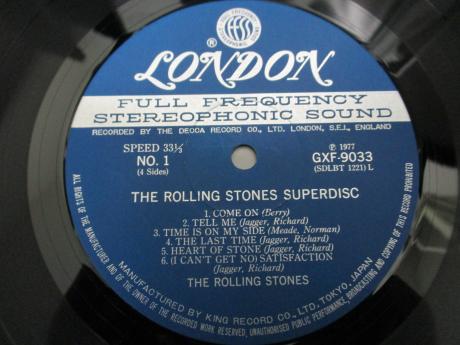 FULL FREQUENCY STEREOPHONIC SOUND
®
LONDON
FULL FREQUENCY
STEREOPHONIC SOUND
RECORDED BY THE DECCA RECORD CO., LTD. LONDON, S.E.I., ENGLAND
SPEED 33⅓
NO. 1
(4 Sides)
℗ 1977
GXF-9033
(SDLBT 1221) L
THE ROLLING STONES SUPERDISC
1. COME ON (Berry)
2. TELL ME (Jagger, Richard)
3. TIME IS ON MY SIDE (Meade, Norman)
4. THE LAST TIME (Jagger, Richard)
5. HEART OF STONE (Jagger, Richard)
6. (I CAN'T GET NO) SATISFACTION
(Jagger, Richard)
THE ROLLING STONES
MANUFACTURED BY KING RECORD CO., LTD, TOKYO, JAPAN
ALL RIGHTS OF THE MANUFACTURER AND OF THE OWNER OF THE RECORDED WORK RESERVED, UNAUTHORISED PUBLIC PERFORMANCE, BROADCASTING AND COPYING OF THIS RECORD PROHIBITED